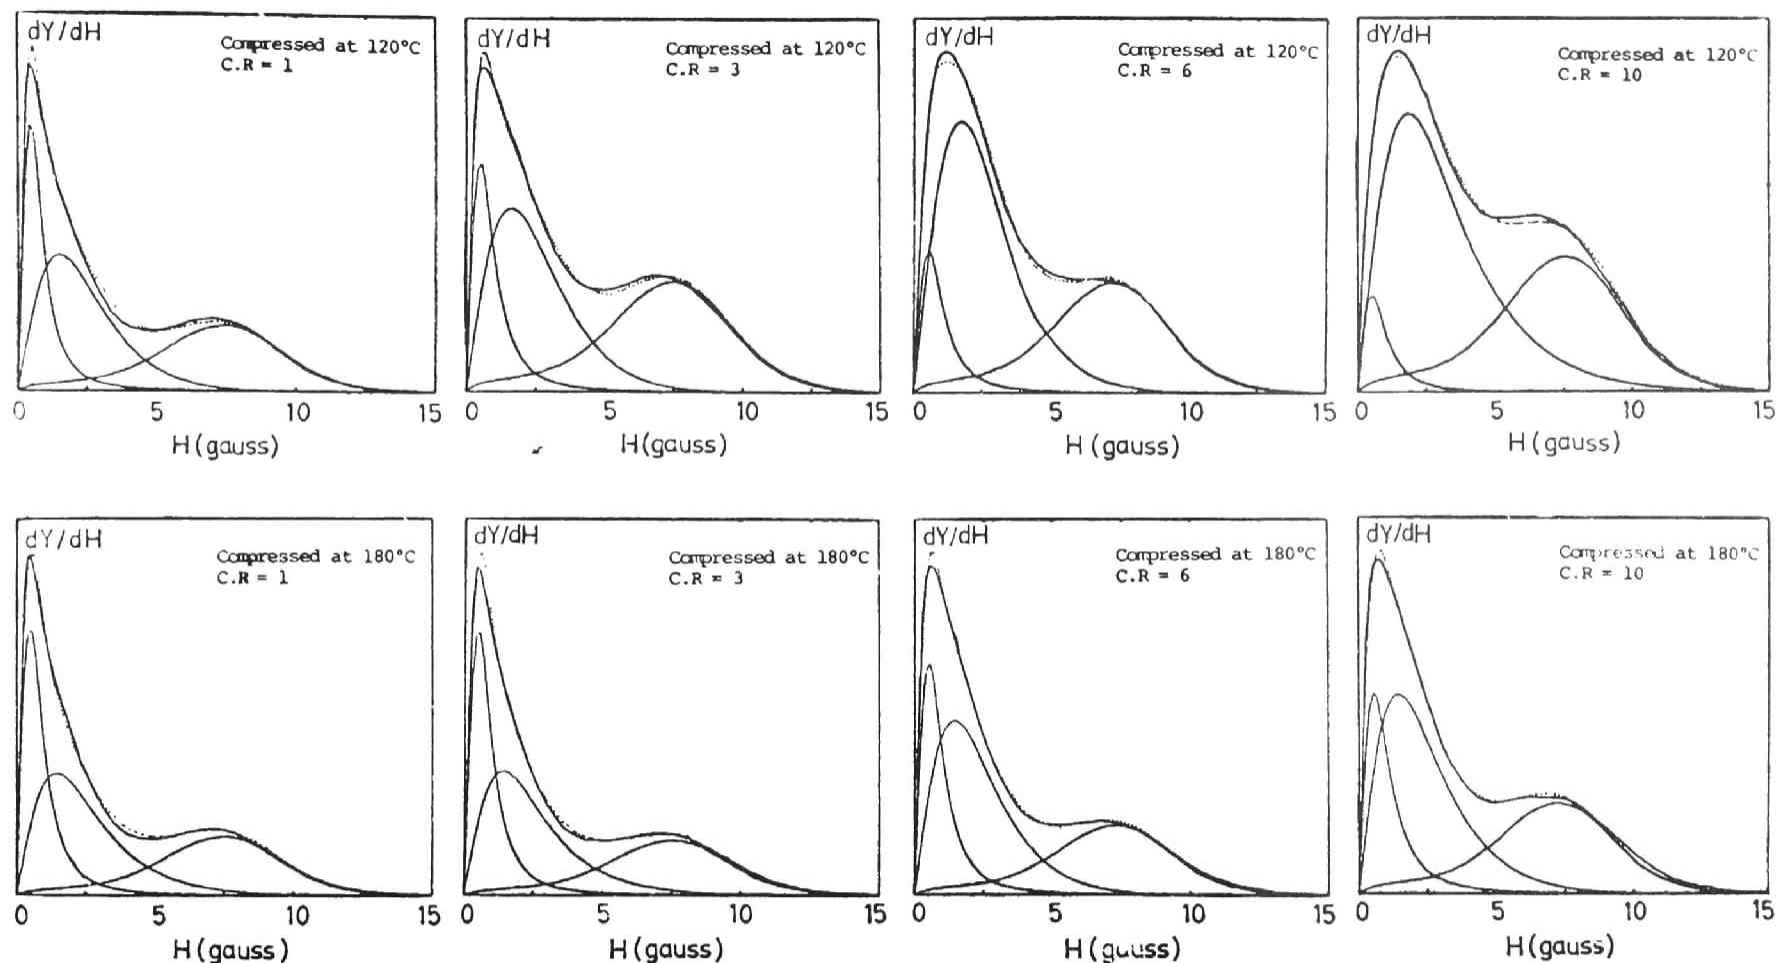 dY/dH
Compressed at 120°C
C.R = 1
0 5 10 15
H(gauss)
dY/dH
Compressed at 120°C
C.R = 3
0 5 10 15
H(gauss)
dY/dH
Compressed at 120°C
C.R = 6
0 5 10 15
H(gauss)
dY/dH
Compressed at 120°C
C.R = 10
0 5 10 15
H(gauss)
dY/dH
Compressed at 180°C
C.R = 1
0 5 10 15
H(gauss)
dY/dH
Compressed at 180°C
C.R = 3
0 5 10 15
H(gauss)
dY/dH
Compressed at 180°C
C.R = 6
0 5 10 15
H(gauss)
dY/dH
Compressed at 180°C
C.R = 10
0 5 10 15
H(gauss)